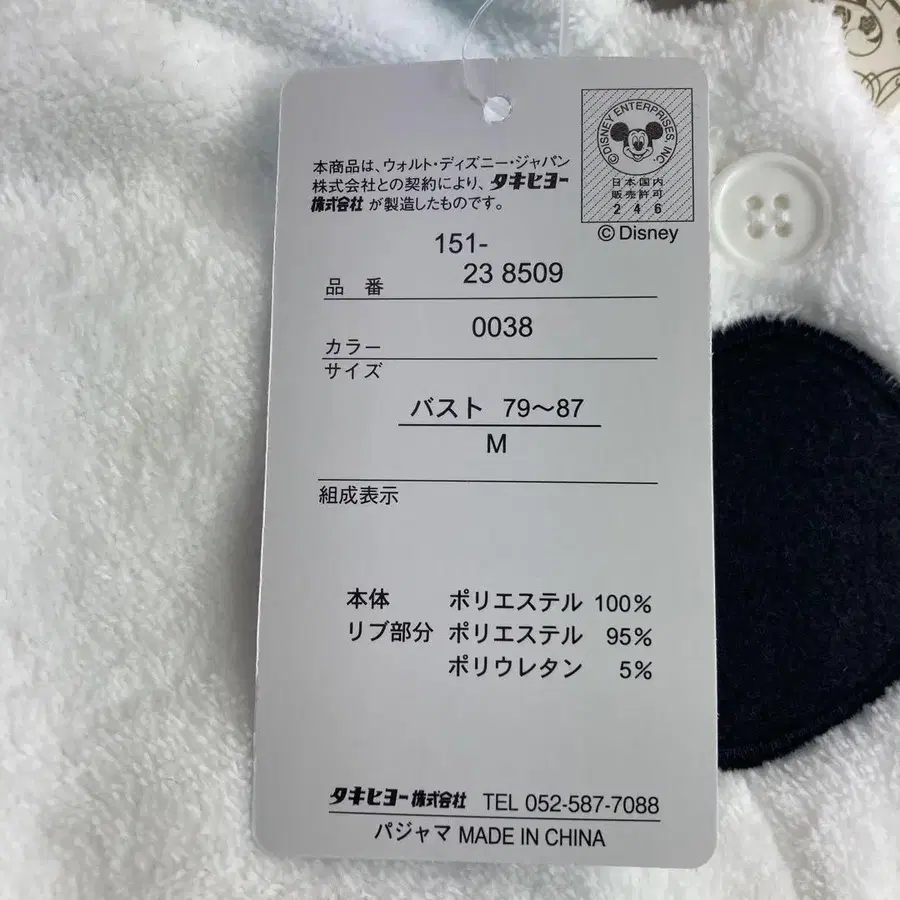 本商品は、ウォルト・ディズニー・ジャパン
株式会社との契約により、タキヒヨー
株式会社が製造したものです。
©DISNEY ENTERPRISES, INC.
日本国内
販売許可
246
©Disney
151-
品番 23 8509
カラー 0038
サイズ
バスト 79〜87
M
組成表示
本体 ポリエステル 100%
リブ部分 ポリエステル 95%
ポリウレタン 5%
タキヒヨー株式会社 TEL 052-587-7088
パジャマ MADE IN CHINA